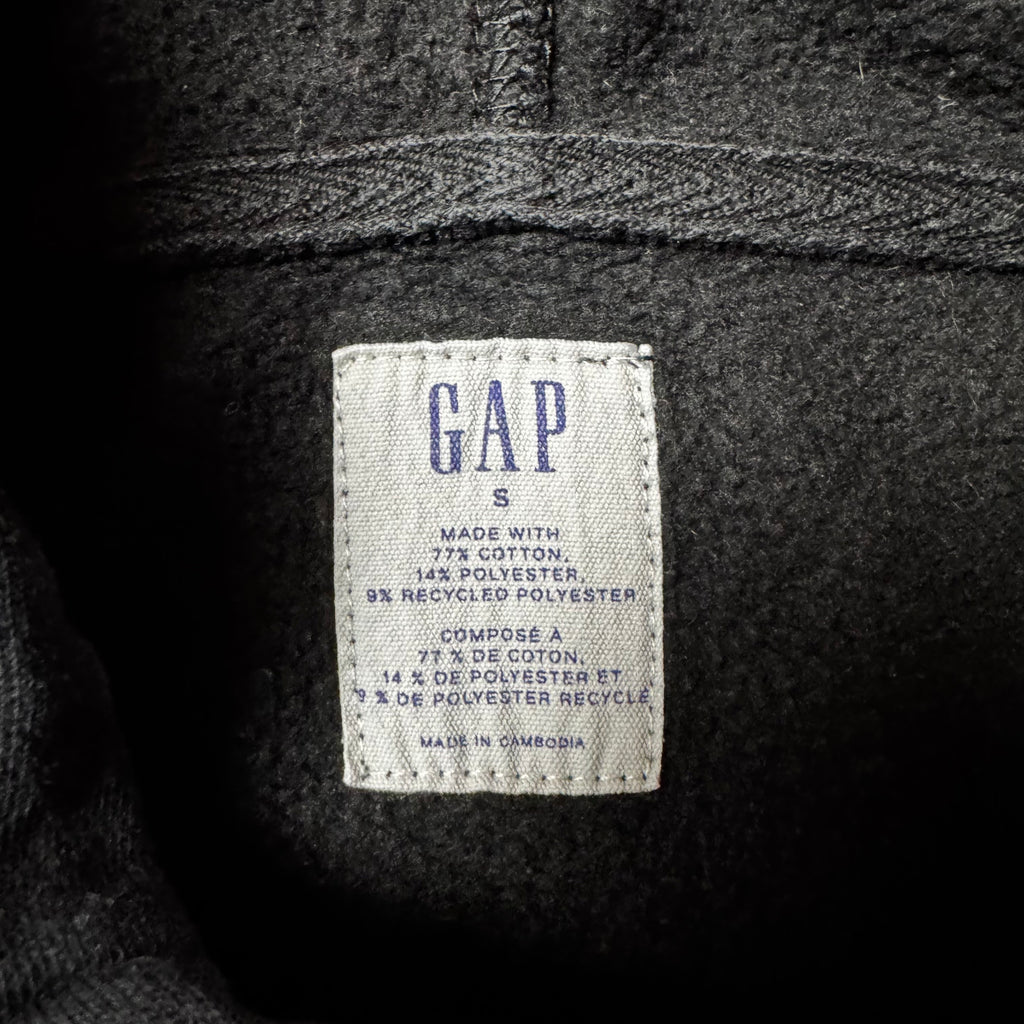 GAP
S
MADE WITH
77% COTTON,
14% POLYESTER,
9% RECYCLED POLYESTER
COMPOSÉ À
77 % DE COTON,
14 % DE POLYESTER ET
9 % DE POLYESTER RECYCLÉ
MADE IN CAMBODIA